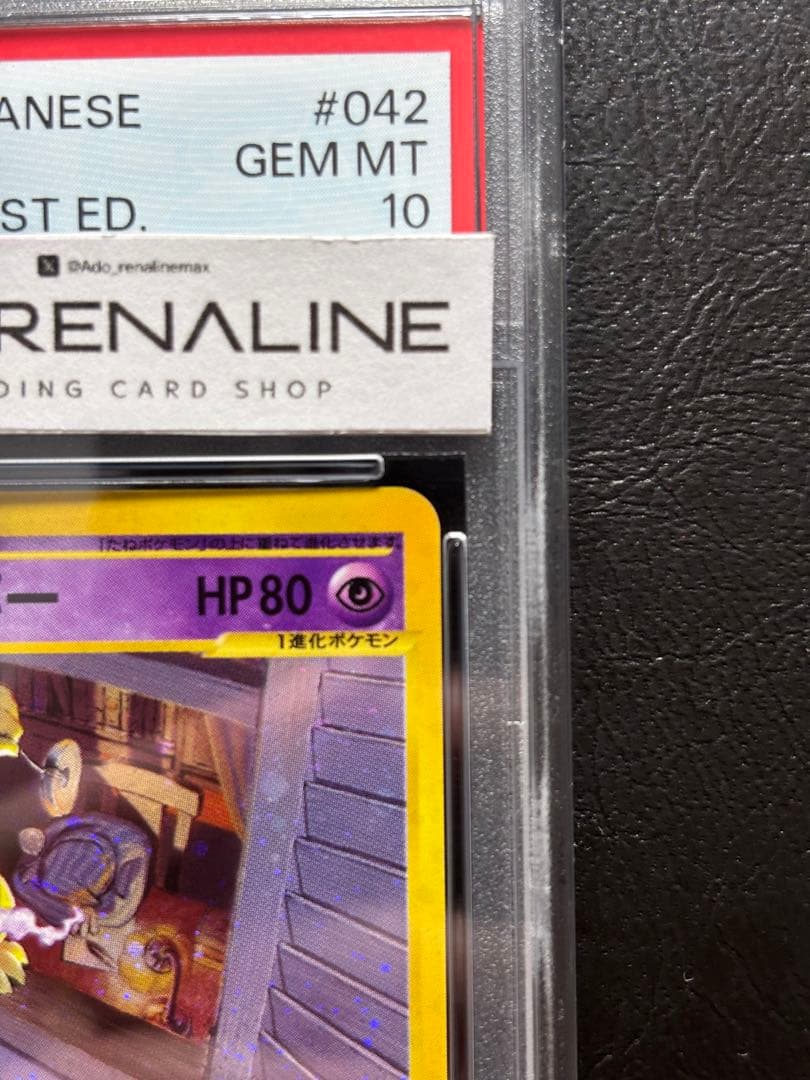 ANESE #042
GEM MT
ST ED. 10
@Ado_renalinemax
RENALINE
DING CARD SHOP
「たねポケモン」の上に重ねて進化させます。
ー HP80
1進化ポケモン